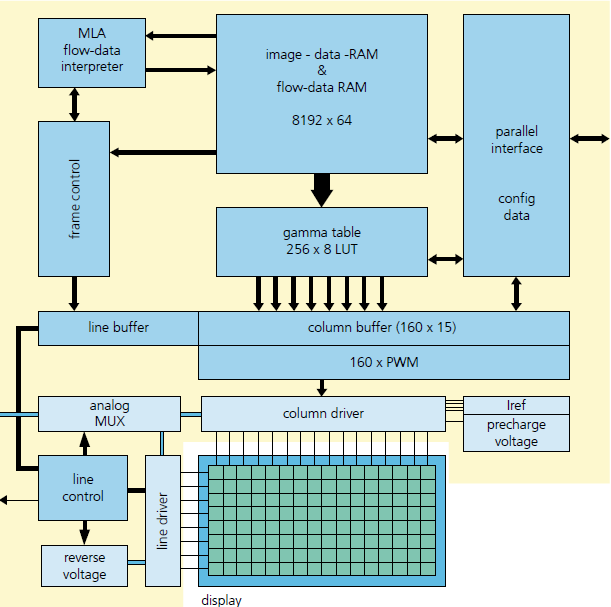 MLA
flow-data
interpreter
image - data -RAM
&
flow-data RAM
8192 x 64
parallel
interface
config
data
frame control
gamma table
256 x 8 LUT
line buffer
column buffer (160 x 15)
160 x PWM
analog
MUX
column driver
Iref
precharge
voltage
line
control
line driver
reverse
voltage
display